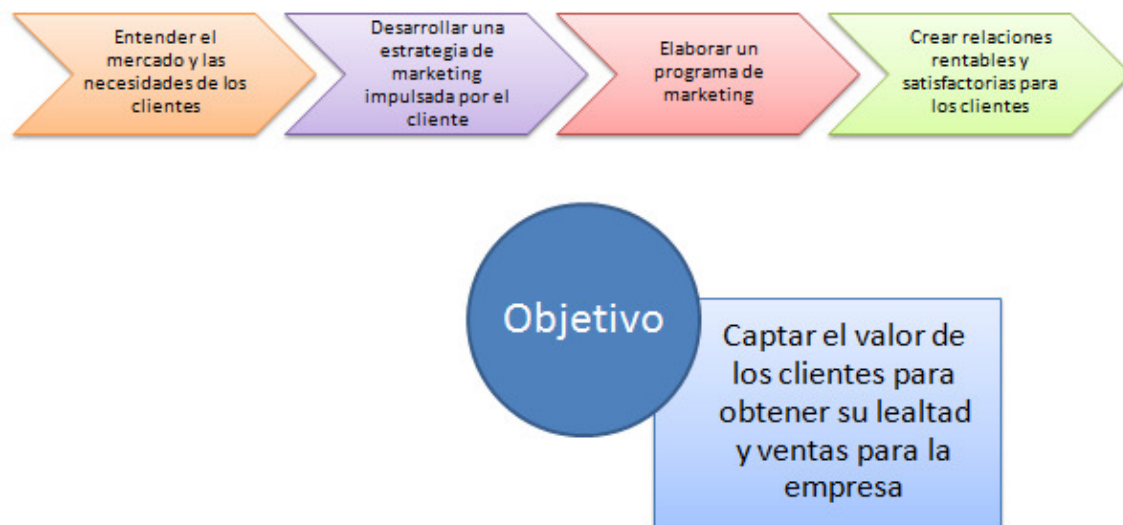 Entender el
mercado y las
necesidades de los
clientes
Desarrollar una
estrategia de
marketing
impulsada por el
cliente
Elaborar un
programa de
marketing
Crear relaciones
rentables y
satisfactorias para
los clientes
Objetivo
Captar el valor de
los clientes para
obtener su lealtad
y ventas para la
empresa